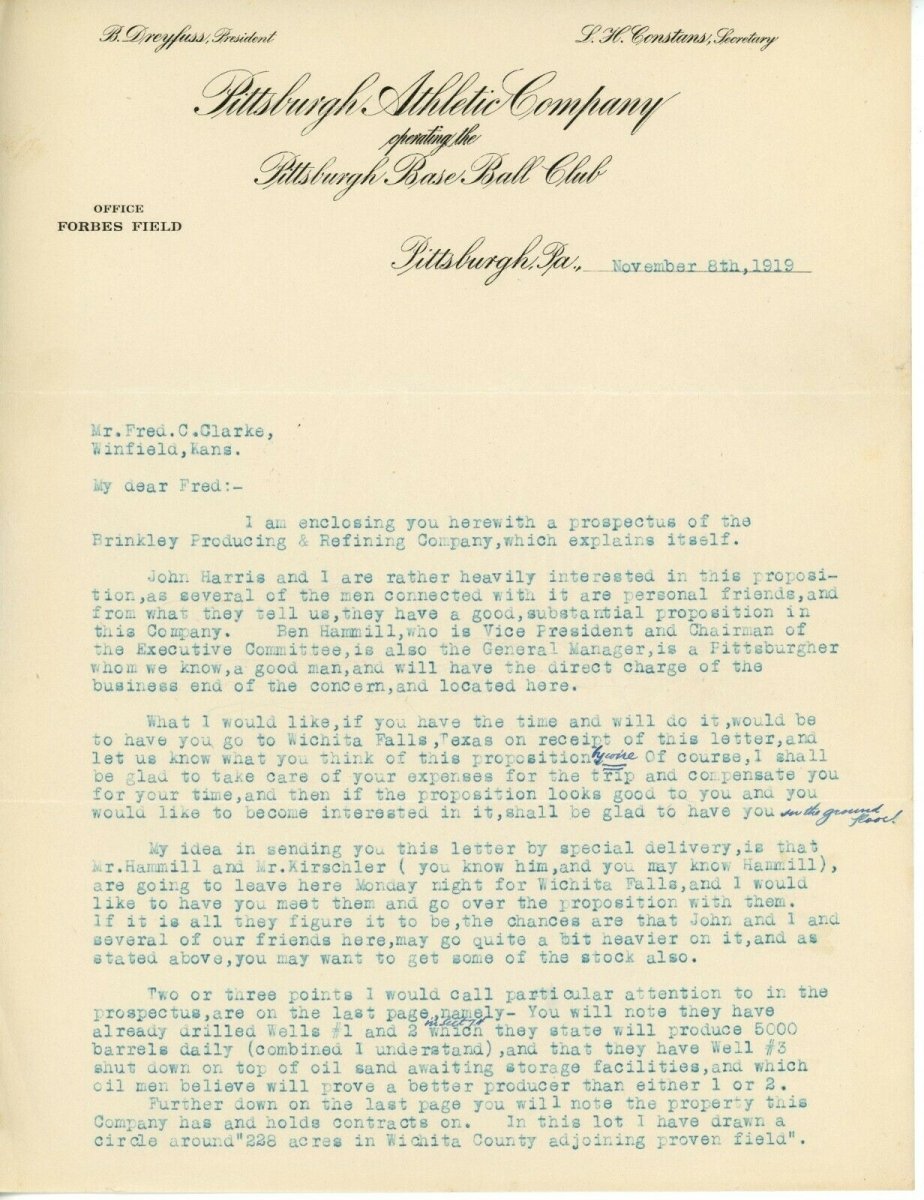 B. Dreyfuss, President
L. H. Constans, Secretary
Pittsburgh Athletic Company
operating the
Pittsburgh Base Ball Club
OFFICE
FORBES FIELD
Pittsburgh, Pa., November 8th,1919
Mr.Fred.C.Clarke,
Winfield,Kans.
My dear Fred:-
I am enclosing you herewith a prospectus of the
Brinkley Producing & Refining Company,which explains itself.
John Harris and I are rather heavily interested in this proposi-
tion,as several of the men connected with it are personal friends,and
from what they tell us,they have a good,substantial proposition in
this Company. Ben Hammill,who is Vice President and Chairman of
the Executive Committee,is also the General Manager,is a Pittsburgher
whom we know,a good man,and will have the direct charge of the
business end of the concern,and located here.
What I would like,if you have the time and will do it,would be
to have you go to Wichita Falls,Texas on receipt of this letter,and
let us know what you think of this proposition by wire Of course,I shall
be glad to take care of your expenses for the trip and compensate you
for your time,and then if the proposition looks good to you and you
would like to become interested in it,shall be glad to have you on the ground
floor!
My idea in sending you this letter by special delivery,is that
Mr.Hammill and Mr.Kirschler ( you know him,and you may know Hammill),
are going to leave here Monday night for Wichita Falls,and I would
like to have you meet them and go over the proposition with them.
If it is all they figure it to be,the chances are that John and I and
several of our friends here,may go quite a bit heavier on it,and as
stated above,you may want to get some of the stock also.
Two or three points I would call particular attention to in the
prospectus,are on the last page,namely- You will note they have
already drilled Wells #1 and 2 which they state will produce 5000
barrels daily (combined I understand),and that they have Well #3
shut down on top of oil sand awaiting storage facilities,and which
oil men believe will prove a better producer than either 1 or 2.
Further down on the last page you will note the property this
Company has and holds contracts on. In this lot I have drawn a
circle around"228 acres in Wichita County adjoining proven field".